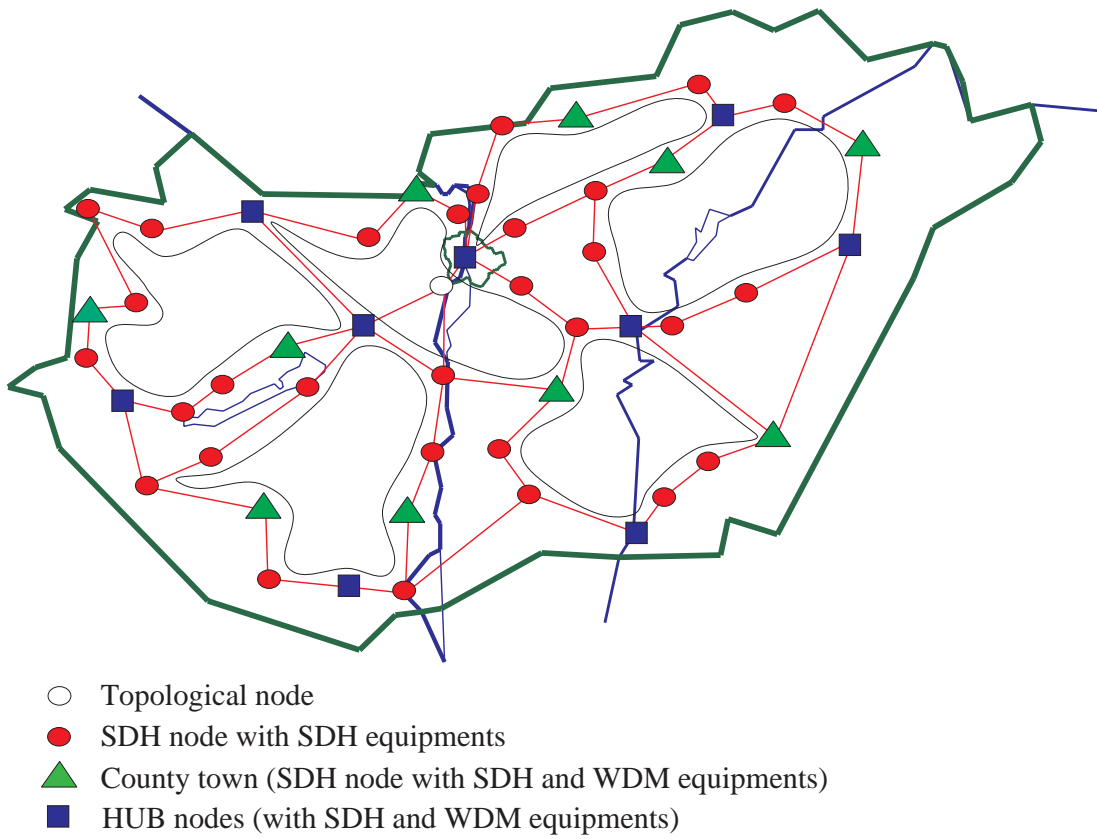 Topological node
SDH node with SDH equipments
County town (SDH node with SDH and WDM equipments)
HUB nodes (with SDH and WDM equipments)